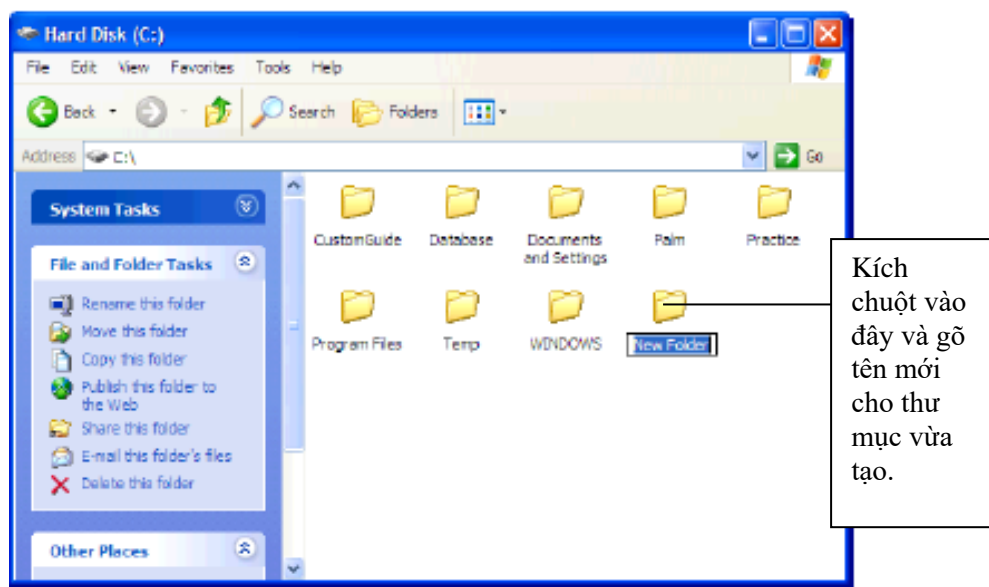 Hard Disk (C:)
File Edit View Favorites Tools Help
Back Search Folders
Address C:\ Go
System Tasks
File and Folder Tasks
Rename this folder
Move this folder
Copy this folder
Publish this folder to
the Web
Share this folder
E-mail this folder's files
Delete this folder
Other Places
CustomGuide Database Documents
and Settings Palm Practice
Program Files Temp WINDOWS New Folder
Kích
chuột vào
đây và gõ
tên mới
cho thư
mục vừa
tạo.